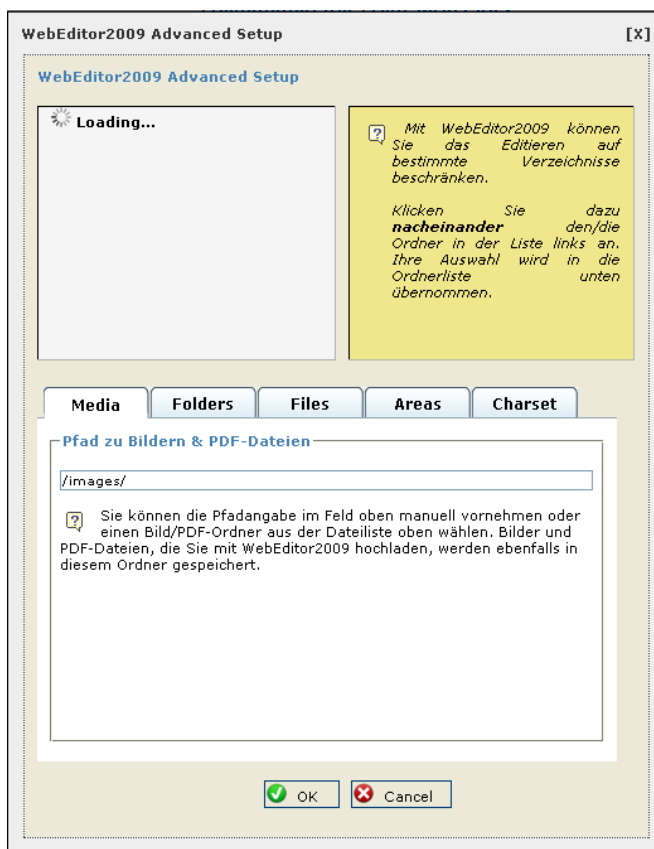 WebEditor2009 Advanced Setup [X]
WebEditor2009 Advanced Setup
Loading...
Mit WebEditor2009 können
Sie das Editieren auf
bestimmte Verzeichnisse
beschränken.
Klicken Sie dazu
nacheinander den/die
Ordner in der Liste links an.
Ihre Auswahl wird in die
Ordnerliste unten
übernommen.
Media Folders Files Areas Charset
Pfad zu Bildern & PDF-Dateien
/images/
Sie können die Pfadangabe im Feld oben manuell vornehmen oder
einen Bild/PDF-Ordner aus der Dateiliste oben wählen. Bilder und
PDF-Dateien, die Sie mit WebEditor2009 hochladen, werden ebenfalls in
diesem Ordner gespeichert.
OK Cancel